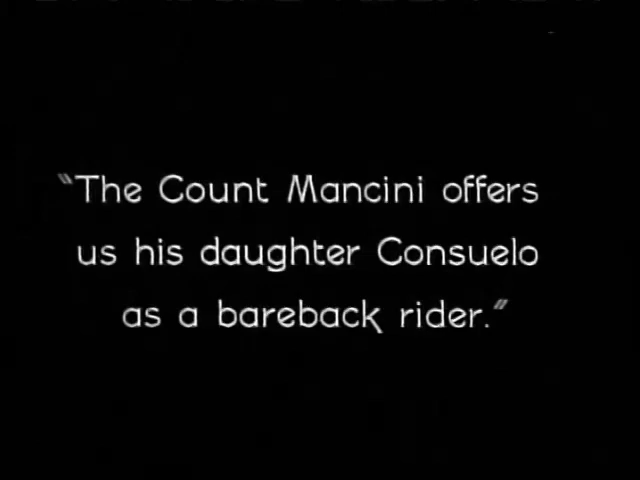 "The Count Mancini offers
us his daughter Consuelo
as a bareback rider."